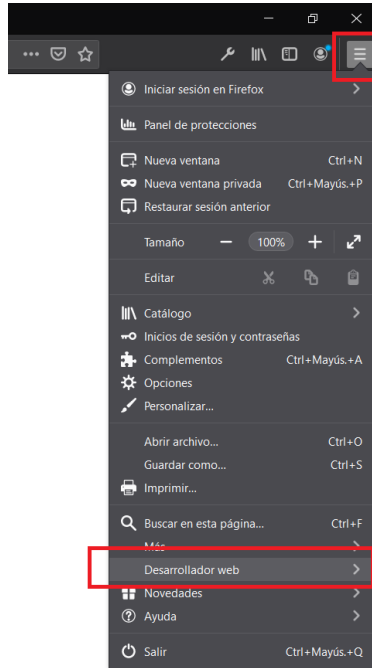 Iniciar sesión en Firefox
Panel de protecciones
Nueva ventana Ctrl+N
Nueva ventana privada Ctrl+Mayús.+P
Restaurar sesión anterior
Tamaño 100%
Editar
Catálogo
Inicios de sesión y contraseñas
Complementos Ctrl+Mayús.+A
Opciones
Personalizar...
Abrir archivo... Ctrl+O
Guardar como... Ctrl+S
Imprimir...
Buscar en esta página... Ctrl+F
Más
Desarrollador web
Novedades
Ayuda
Salir Ctrl+Mayús.+Q